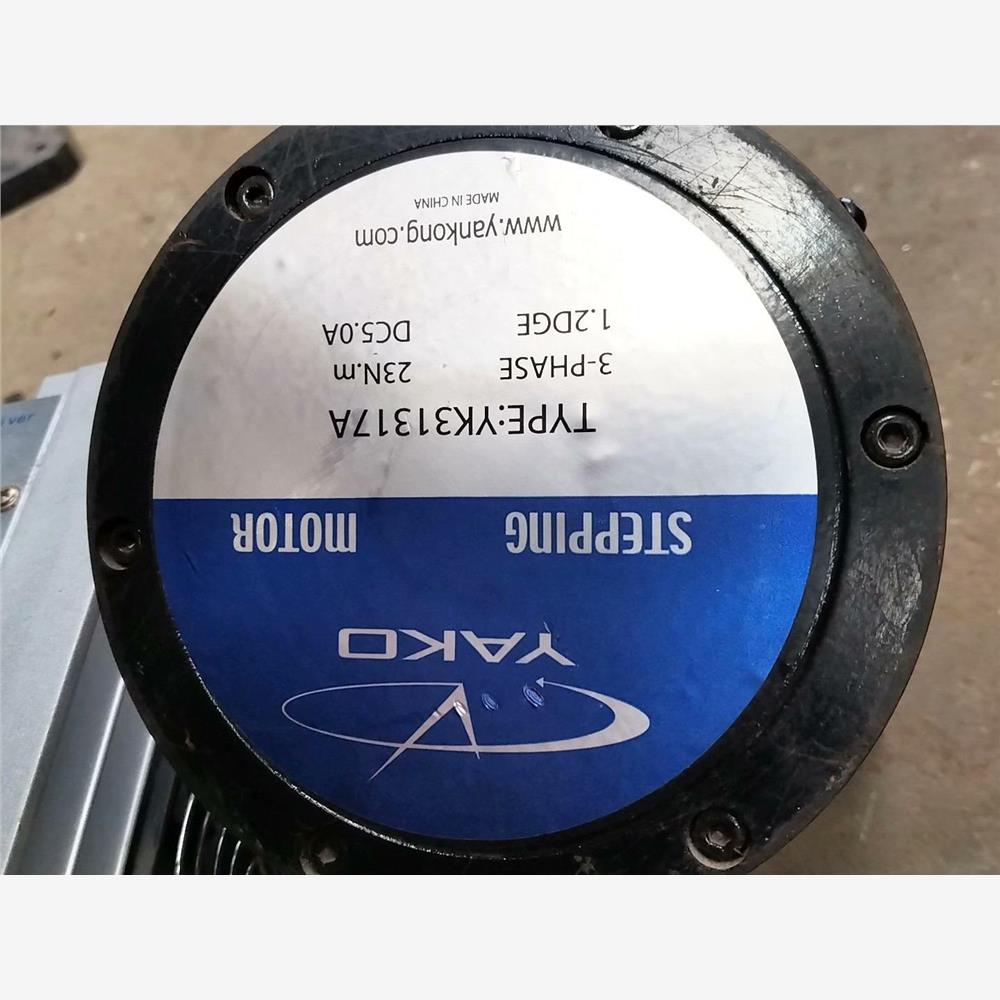 YAKO
STEPPING MOTOR
TYPE:YK31317A
3-PHASE 23N.m
1.2DGE DC5.0A
www.yankong.com
MADE IN CHINA